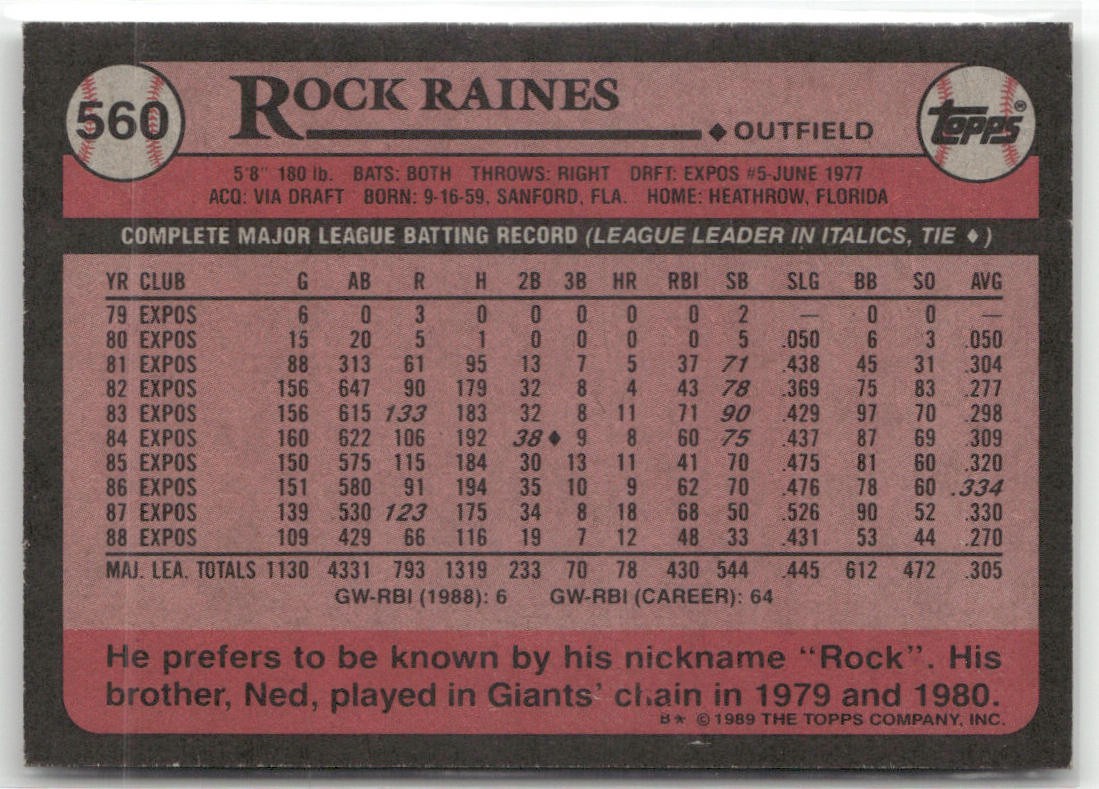 560
ROCK RAINES
◆ OUTFIELD
TOPPS®
5'8" 180 lb. BATS: BOTH THROWS: RIGHT DRFT: EXPOS #5-JUNE 1977
ACQ: VIA DRAFT BORN: 9-16-59, SANFORD, FLA. HOME: HEATHROW, FLORIDA
COMPLETE MAJOR LEAGUE BATTING RECORD (LEAGUE LEADER IN ITALICS, TIE ♦)
YR CLUB G AB R H 2B 3B HR RBI SB SLG BB SO AVG
79 EXPOS 6 0 3 0 0 0 0 0 2 — 0 0 —
80 EXPOS 15 20 5 1 0 0 0 0 5 .050 6 3 .050
81 EXPOS 88 313 61 95 13 7 5 37 71 .438 45 31 .304
82 EXPOS 156 647 90 179 32 8 4 43 78 .369 75 83 .277
83 EXPOS 156 615 133 183 32 8 11 71 90 .429 97 70 .298
84 EXPOS 160 622 106 192 38♦ 9 8 60 75 .437 87 69 .309
85 EXPOS 150 575 115 184 30 13 11 41 70 .475 81 60 .320
86 EXPOS 151 580 91 194 35 10 9 62 70 .476 78 60 .334
87 EXPOS 139 530 123 175 34 8 18 68 50 .526 90 52 .330
88 EXPOS 109 429 66 116 19 7 12 48 33 .431 53 44 .270
MAJ. LEA. TOTALS 1130 4331 793 1319 233 70 78 430 544 .445 612 472 .305
GW-RBI (1988): 6 GW-RBI (CAREER): 64
He prefers to be known by his nickname "Rock". His
brother, Ned, played in Giants' chain in 1979 and 1980.
B* © 1989 THE TOPPS COMPANY, INC.